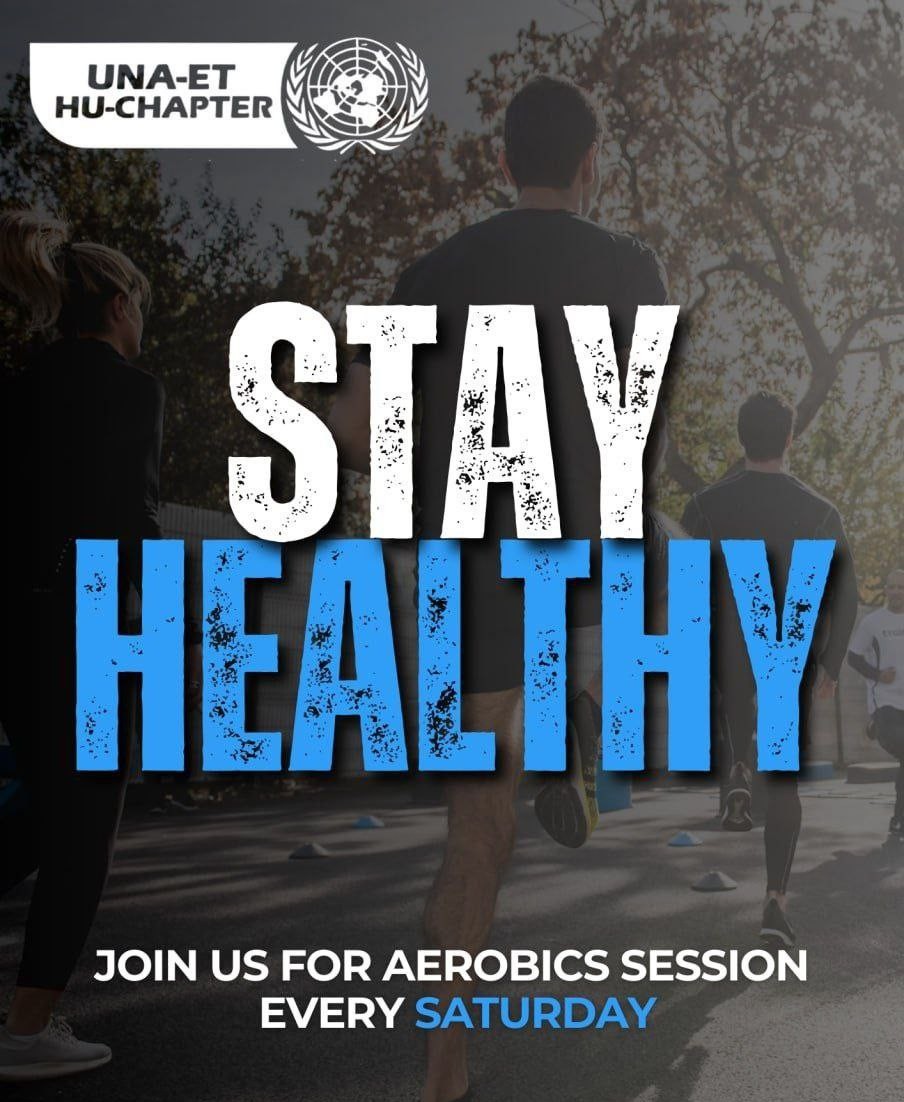 UNA-ET
HU-CHAPTER
STAY
HEALTHY
JOIN US FOR AEROBICS SESSION
EVERY SATURDAY